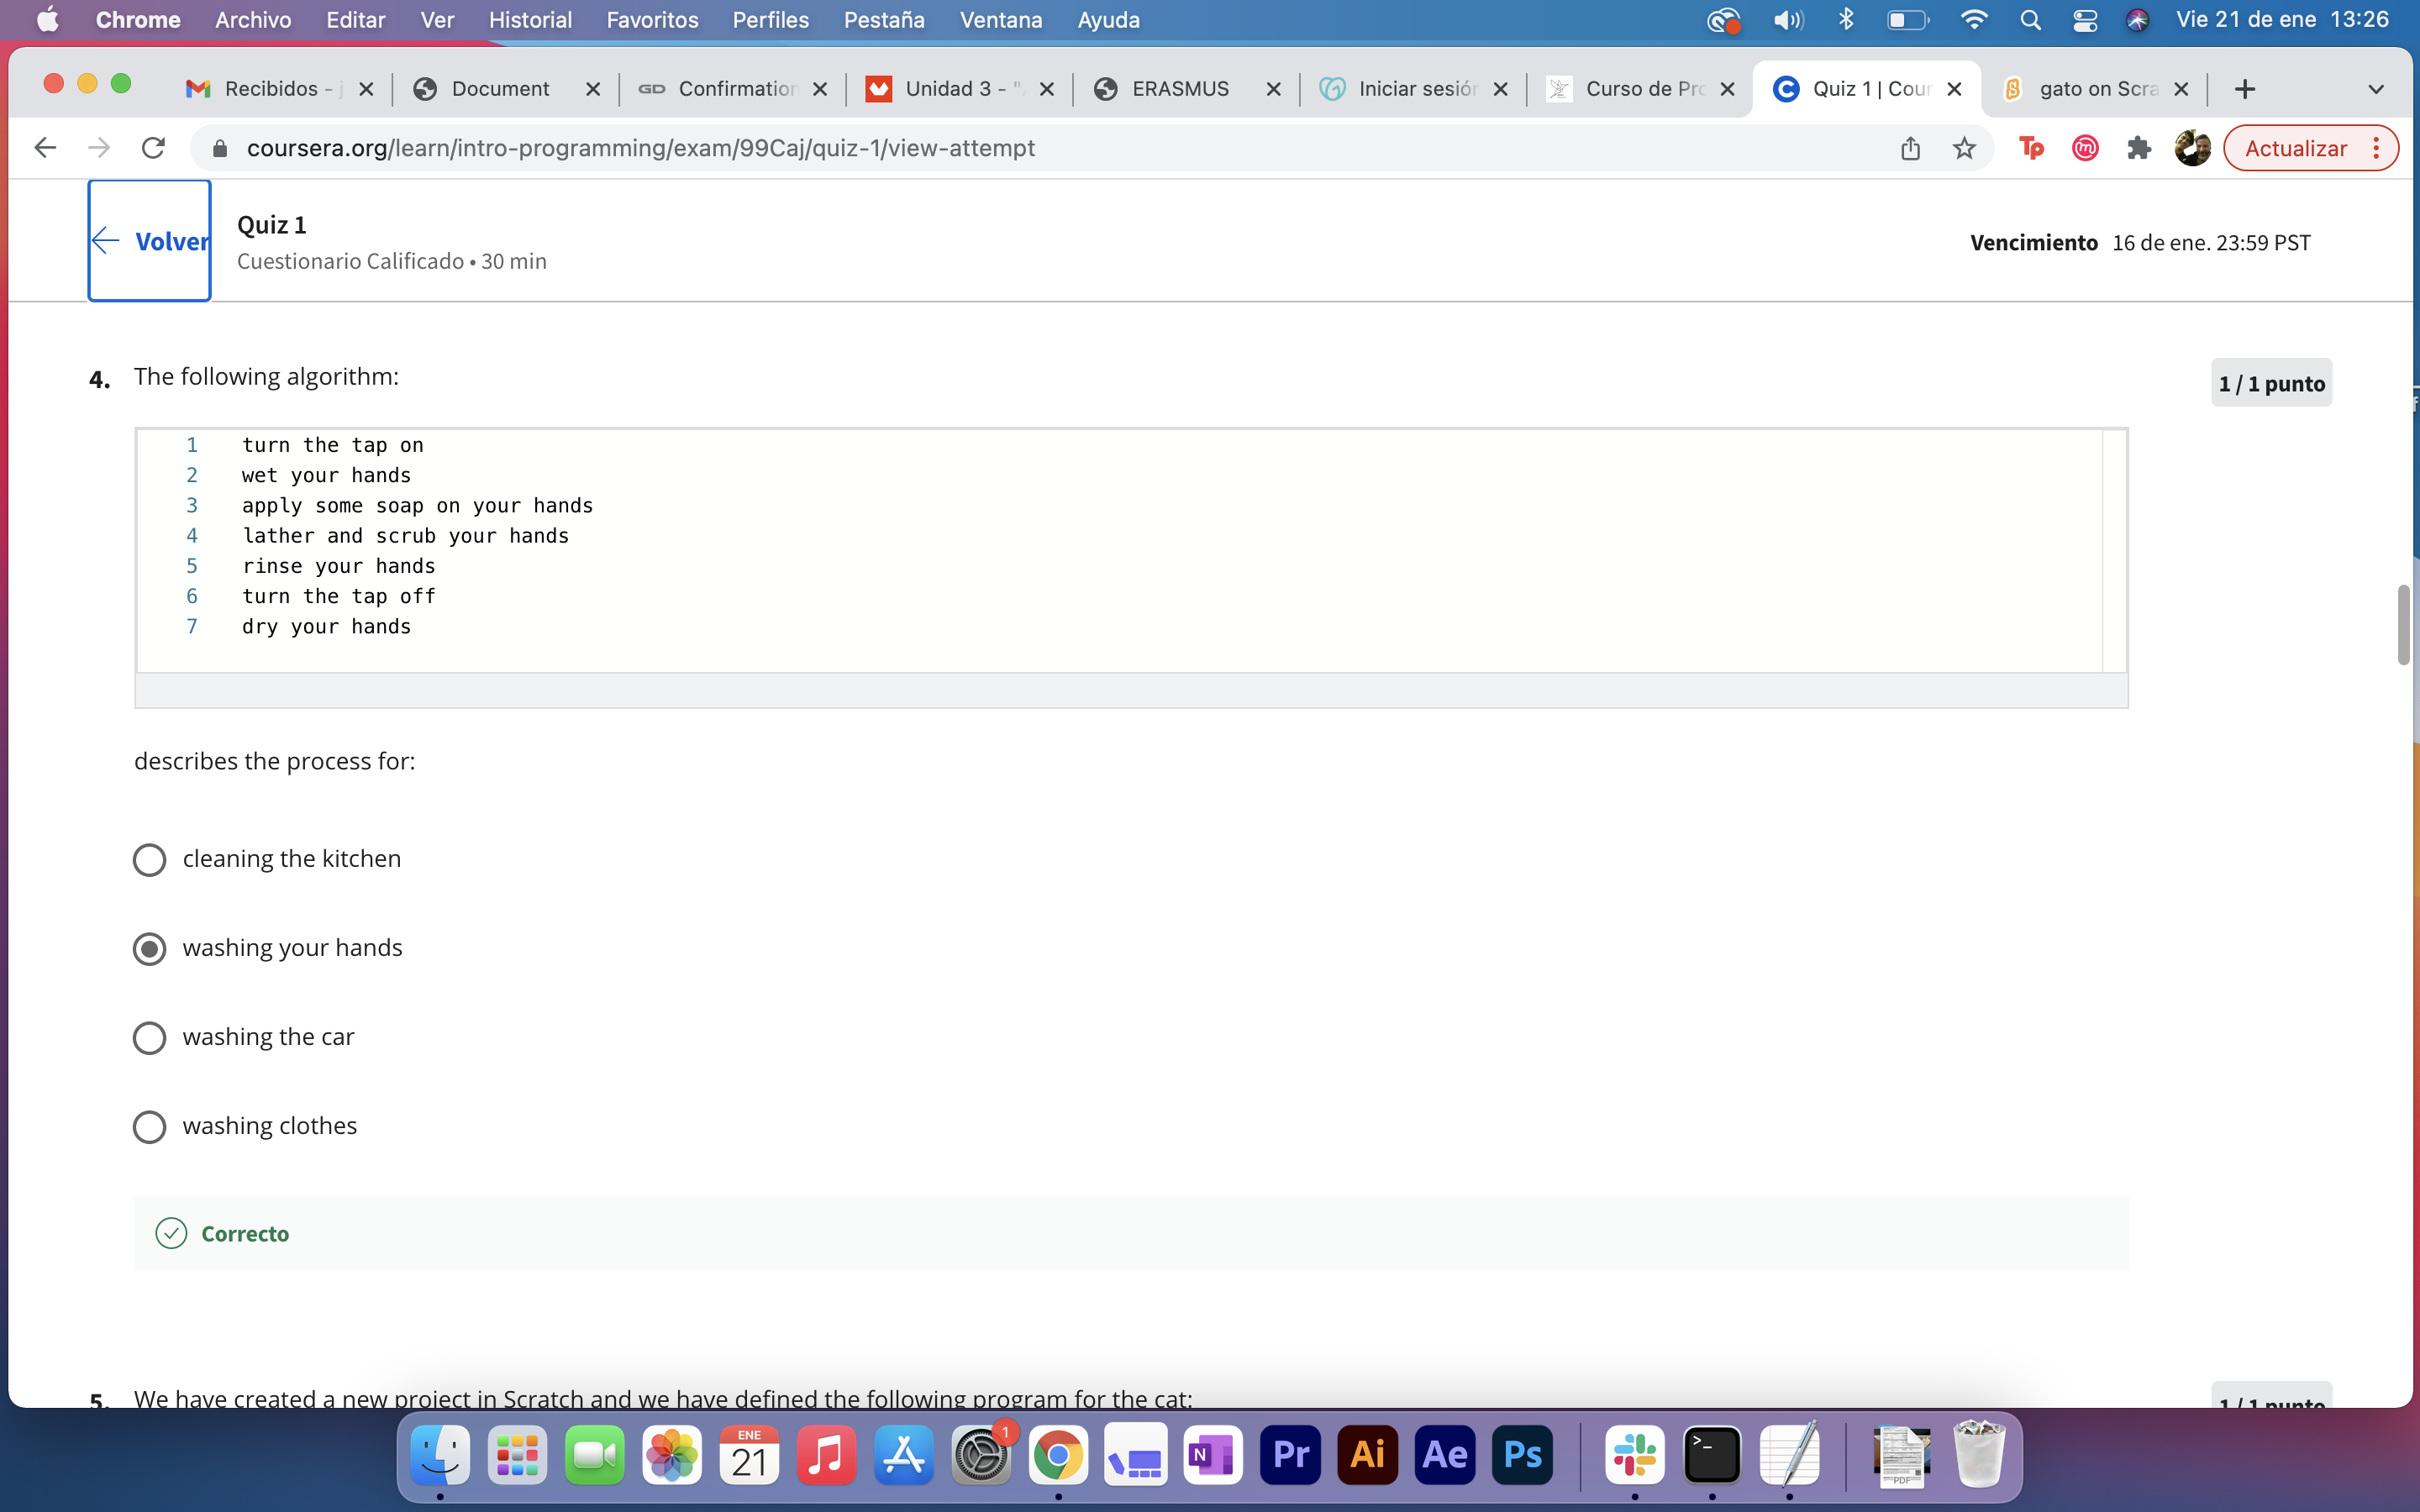 Chrome Archivo Editar Ver Historial Favoritos Perfiles Pestaña Ventana Ayuda Vie 21 de ene 13:26
Recibidos - Document GD Confirmation Unidad 3 - " ERASMUS Iniciar sesión Curso de Pro Quiz 1 | Cour gato on Scra
coursera.org/learn/intro-programming/exam/99Caj/quiz-1/view-attempt Tp m Actualizar
Volver
Quiz 1
Cuestionario Calificado • 30 min
Vencimiento 16 de ene. 23:59 PST
4. The following algorithm:
1 / 1 punto
1 turn the tap on
2 wet your hands
3 apply some soap on your hands
4 lather and scrub your hands
5 rinse your hands
6 turn the tap off
7 dry your hands
describes the process for:
cleaning the kitchen
washing your hands
washing the car
washing clothes
Correcto
5. We have created a new project in Scratch and we have defined the following program for the cat:
1 / 1 punto
ENE 21 1 N Pr Ai Ae Ps >_ PDF